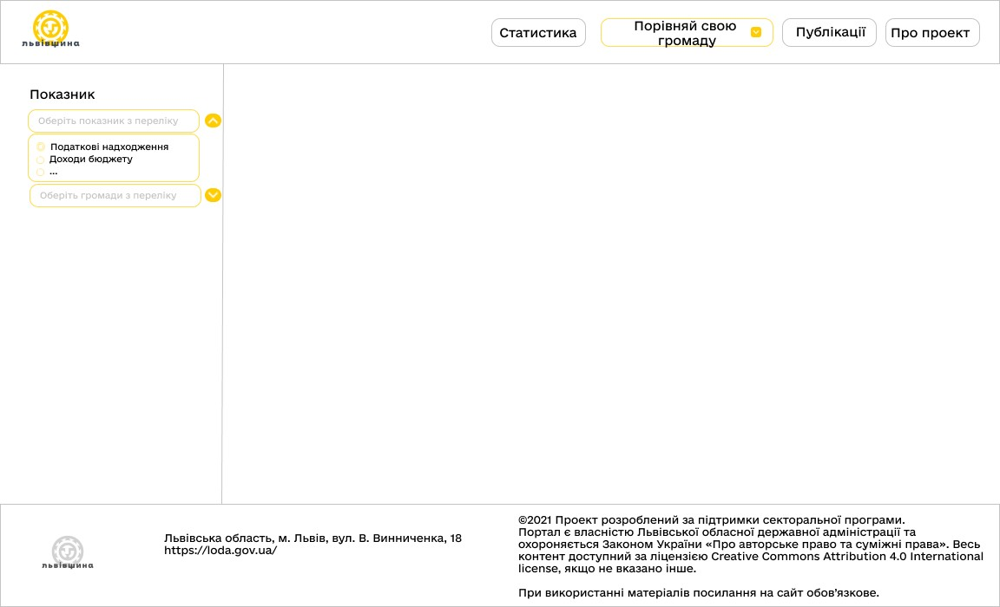 львівщина
Статистика
Порівняй свою
громаду
Публікації
Про проект
Показник
Оберіть показник з переліку
Податкові надходження
Доходи бюджету
...
Оберіть громади з переліку
львівщина
Львівська область, м. Львів, вул. В. Винниченка, 18
https://loda.gov.ua/
©2021 Проект розроблений за підтримки секторальної програми.
Портал є власністю Львівської обласної державної адміністрації та
охороняється Законом України «Про авторське право та суміжні права». Весь
контент доступний за ліцензією Creative Commons Attribution 4.0 International
license, якщо не вказано інше.
При використанні матеріалів посилання на сайт обов’язкове.